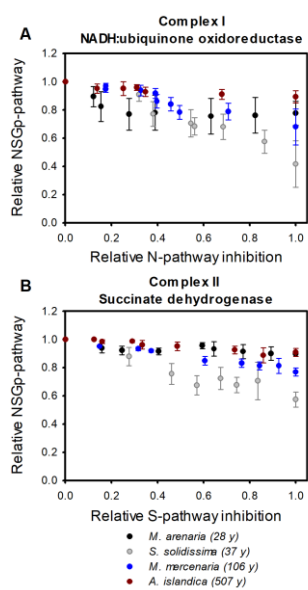 Complex I
A
NADH:ubiquinone oxidoreductase
Relative NSGp-pathway
1.2
1.0
0.8
0.6
0.4
0.2
0.0
0.0 0.2 0.4 0.6 0.8 1.0
Relative N-pathway inhibition
B
Complex II
Succinate dehydrogenase
Relative NSGp-pathway
1.2
1.0
0.8
0.6
0.4
0.2
0.0
0.0 0.2 0.4 0.6 0.8 1.0
Relative S-pathway inhibition
M. arenaria (28 y)
S. solidissima (37 y)
M. mercenaria (106 y)
A. islandica (507 y)